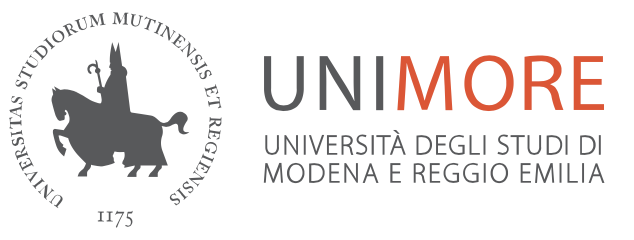 UNIVERSITAS STUDIORUM MUTINENSIS ET REGIENSIS
1175
UNIMORE
UNIVERSITÀ DEGLI STUDI DI
MODENA E REGGIO EMILIA